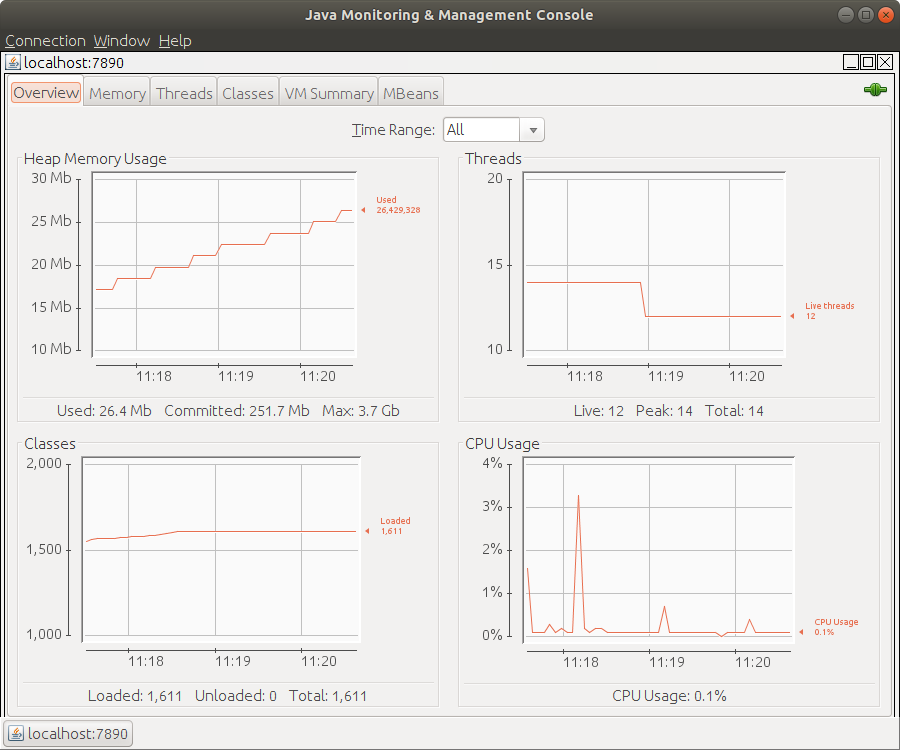 Java Monitoring & Management Console
Connection Window Help
localhost:7890
Overview Memory Threads Classes VM Summary MBeans
Time Range: All
Heap Memory Usage
30 Mb
25 Mb
20 Mb
15 Mb
10 Mb
Used
26,429,328
11:18 11:19 11:20
Used: 26.4 Mb Committed: 251.7 Mb Max: 3.7 Gb
Threads
20
15
10
Live threads
12
11:18 11:19 11:20
Live: 12 Peak: 14 Total: 14
Classes
2,000
1,500
1,000
Loaded
1,611
11:18 11:19 11:20
Loaded: 1,611 Unloaded: 0 Total: 1,611
CPU Usage
4%
3%
2%
1%
0%
CPU Usage
0.1%
11:18 11:19 11:20
CPU Usage: 0.1%
localhost:7890